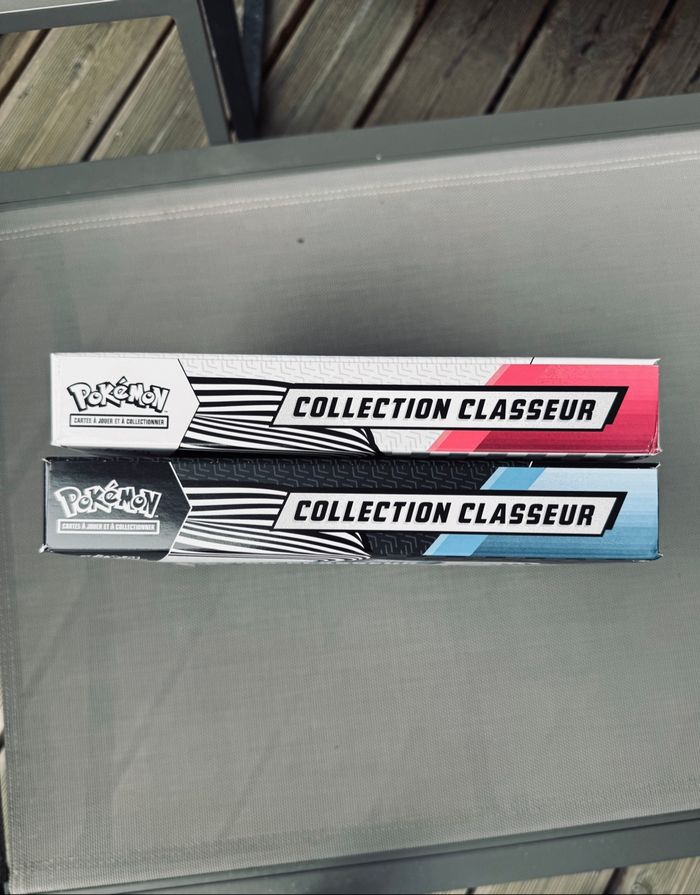 POKéMON
CARTES À JOUER ET À COLLECTIONNER
COLLECTION CLASSEUR
POKéMON
CARTES À JOUER ET À COLLECTIONNER
COLLECTION CLASSEUR